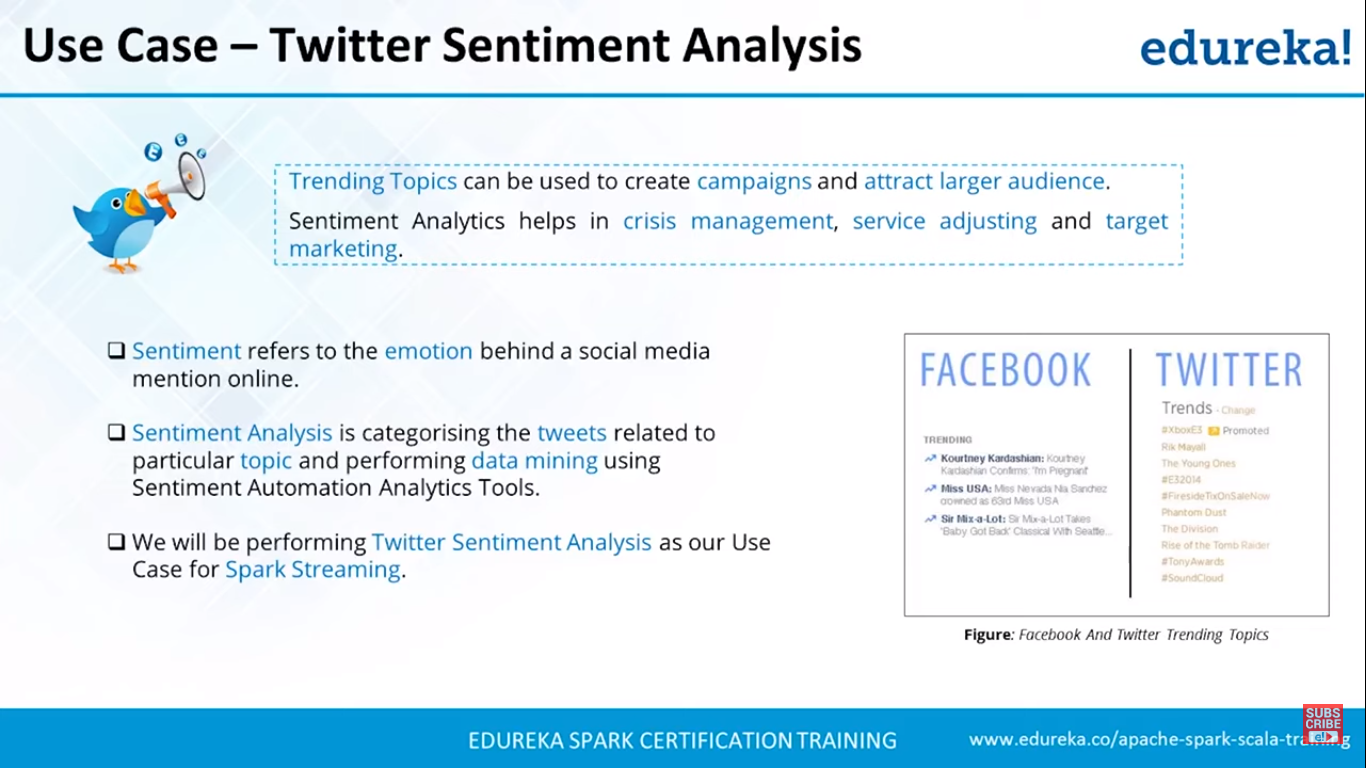 Use Case – Twitter Sentiment Analysis
edureka!
Trending Topics can be used to create campaigns and attract larger audience.
Sentiment Analytics helps in crisis management, service adjusting and target
marketing.
❑ Sentiment refers to the emotion behind a social media
mention online.
❑ Sentiment Analysis is categorising the tweets related to
particular topic and performing data mining using
Sentiment Automation Analytics Tools.
❑ We will be performing Twitter Sentiment Analysis as our Use
Case for Spark Streaming.
FACEBOOK
TRENDING
Kourtney Kardashian: Kourtney
Kardashian Confirms: 'I'm Pregnant'
Miss USA: Miss Nevada Nia Sanchez
crowned as 63rd Miss USA
Sir Mix-a-Lot: Sir Mix-a-Lot Takes
'Baby Got Back' Classical With Seattle...
TWITTER
Trends - Change
#XboxE3 Promoted
Rik Mayall
The Young Ones
#E32014
#FiresideTixOnSaleNow
Phantom Dust
The Division
Rise of the Tomb Raider
#TonyAwards
#SoundCloud
Figure: Facebook And Twitter Trending Topics
EDUREKA SPARK CERTIFICATION TRAINING
www.edureka.co/apache-spark-scala-training
SUBS
CRIBE
e!